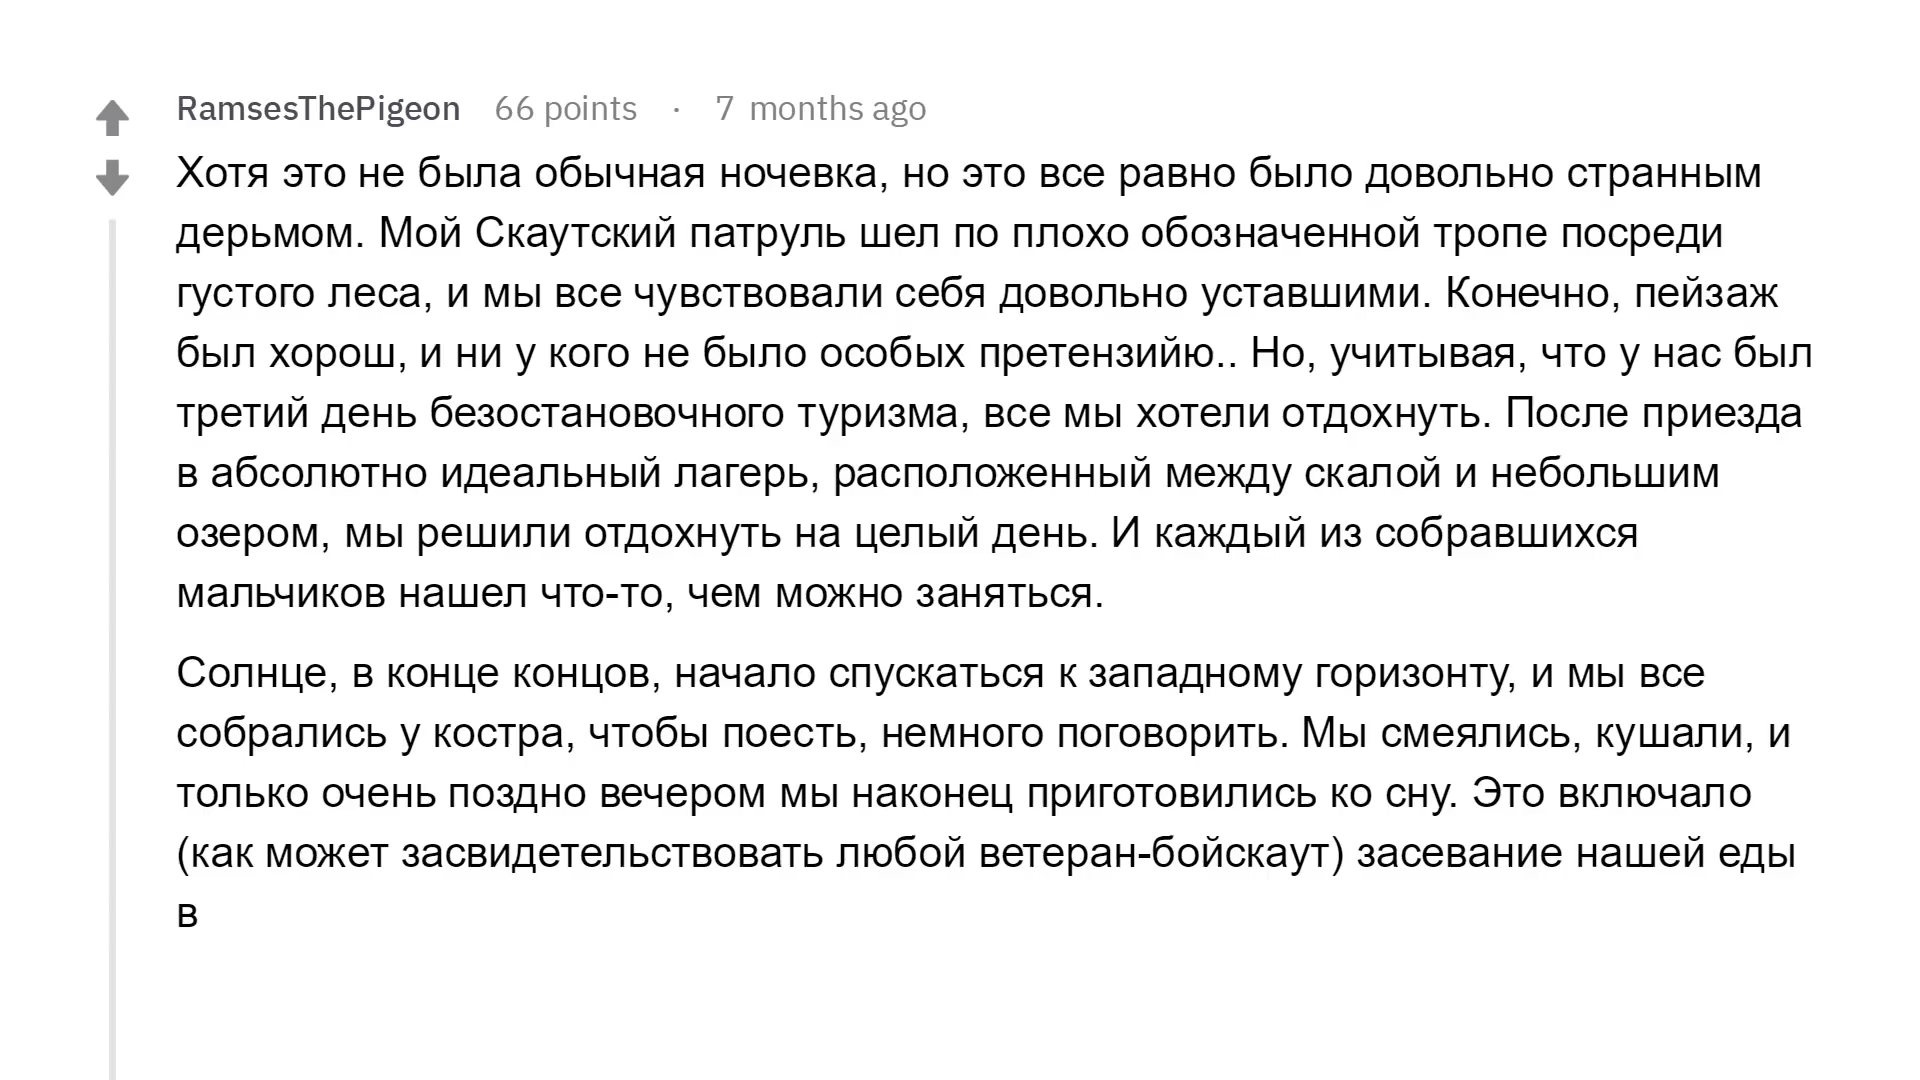 RamsesThePigeon 66 points · 7 months ago
Хотя это не была обычная ночевка, но это все равно было довольно странным
дерьмом. Мой Скаутский патруль шел по плохо обозначенной тропе посреди
густого леса, и мы все чувствовали себя довольно уставшими. Конечно, пейзаж
был хорош, и ни у кого не было особых претензийю.. Но, учитывая, что у нас был
третий день безостановочного туризма, все мы хотели отдохнуть. После приезда
в абсолютно идеальный лагерь, расположенный между скалой и небольшим
озером, мы решили отдохнуть на целый день. И каждый из собравшихся
мальчиков нашел что-то, чем можно заняться.
Солнце, в конце концов, начало спускаться к западному горизонту, и мы все
собрались у костра, чтобы поесть, немного поговорить. Мы смеялись, кушали, и
только очень поздно вечером мы наконец приготовились ко сну. Это включало
(как может засвидетельствовать любой ветеран-бойскаут) засевание нашей еды
в